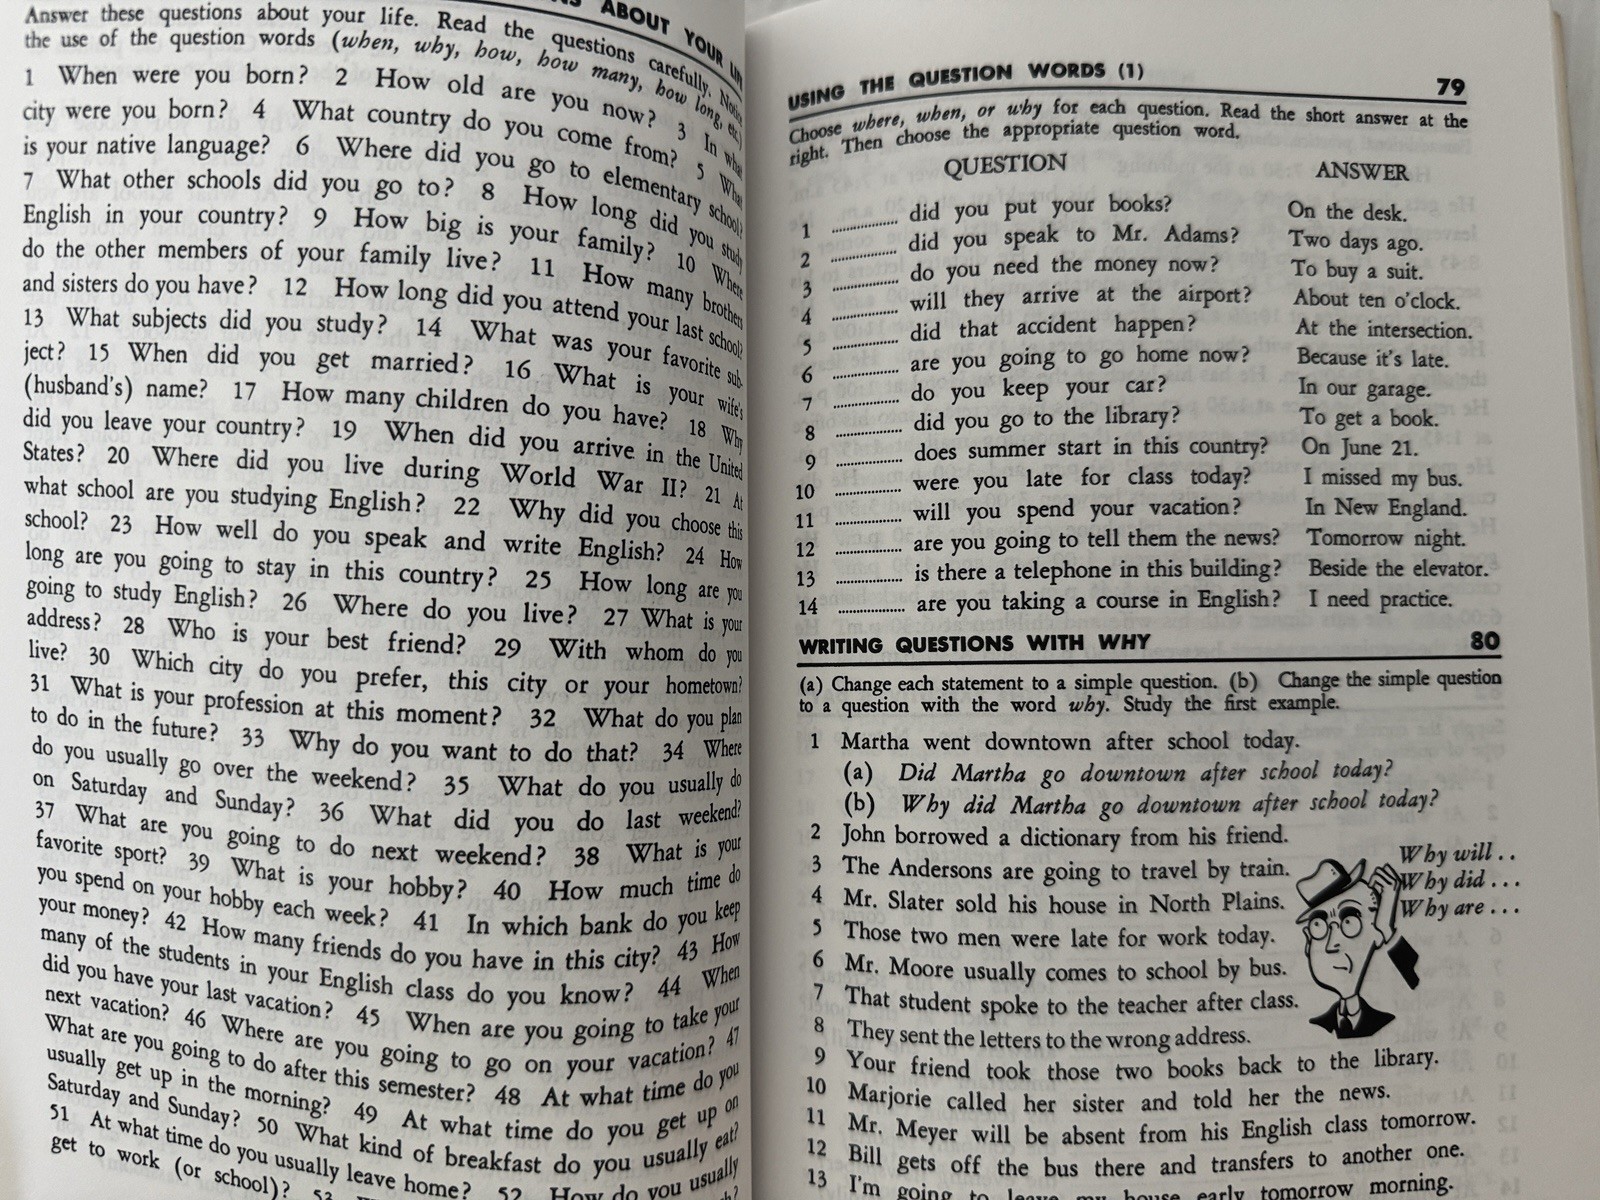 ABOUT YOUR
Answer these questions about your life. Read the questions carefully. Notice
the use of the question words (when, why, how, how many, how long, etc.)
1 When were you born? 2 How old are you now? 3 In what
city were you born? 4 What country do you come from? 5 What
is your native language? 6 Where did you go to elementary school?
7 What other schools did you go to? 8 How long did you study
English in your country? 9 How big is your family? 10 Where
do the other members of your family live? 11 How many brothers
and sisters do you have? 12 How long did you attend your last school?
13 What subjects did you study? 14 What was your favorite sub-
ject? 15 When did you get married? 16 What is your wife's
(husband's) name? 17 How many children do you have? 18 Why
did you leave your country? 19 When did you arrive in the United
States? 20 Where did you live during World War II? 21 At
what school are you studying English? 22 Why did you choose this
school? 23 How well do you speak and write English? 24 How
long are you going to stay in this country? 25 How long are you
going to study English? 26 Where do you live? 27 What is your
address? 28 Who is your best friend? 29 With whom do you
live? 30 Which city do you prefer, this city or your hometown?
31 What is your profession at this moment? 32 What do you plan
to do in the future? 33 Why do you want to do that? 34 Where
do you usually go over the weekend? 35 What do you usually do
on Saturday and Sunday? 36 What did you do last weekend?
37 What are you going to do next weekend? 38 What is your
favorite sport? 39 What is your hobby? 40 How much time do
you spend on your hobby each week? 41 In which bank do you keep
your money? 42 How many friends do you have in this city? 43 How
many of the students in your English class do you know? 44 When
did you have your last vacation? 45 When are you going to take your
next vacation? 46 Where are you going to go on your vacation? 47
What are you going to do after this semester? 48 At what time do you
usually get up in the morning? 49 At what time do you get up on
Saturday and Sunday? 50 What kind of breakfast do you usually eat?
51 At what time do you usually leave home? 52 How do you usually
get to work (or school)? 53
USING THE QUESTION WORDS (1) 79
Choose where, when, or why for each question. Read the short answer at the
right. Then choose the appropriate question word.
QUESTION ANSWER
1 .................. did you put your books? On the desk.
2 .................. did you speak to Mr. Adams? Two days ago.
3 .................. do you need the money now? To buy a suit.
4 .................. will they arrive at the airport? About ten o'clock.
5 .................. did that accident happen? At the intersection.
6 .................. are you going to go home now? Because it's late.
7 .................. do you keep your car? In our garage.
8 .................. did you go to the library? To get a book.
9 .................. does summer start in this country? On June 21.
10 .................. were you late for class today? I missed my bus.
11 .................. will you spend your vacation? In New England.
12 .................. are you going to tell them the news? Tomorrow night.
13 .................. is there a telephone in this building? Beside the elevator.
14 .................. are you taking a course in English? I need practice.
WRITING QUESTIONS WITH WHY 80
(a) Change each statement to a simple question. (b) Change the simple question
to a question with the word why. Study the first example.
1 Martha went downtown after school today.
(a) Did Martha go downtown after school today?
(b) Why did Martha go downtown after school today?
2 John borrowed a dictionary from his friend.
3 The Andersons are going to travel by train.
4 Mr. Slater sold his house in North Plains.
5 Those two men were late for work today.
6 Mr. Moore usually comes to school by bus.
7 That student spoke to the teacher after class.
8 They sent the letters to the wrong address.
9 Your friend took those two books back to the library.
10 Marjorie called her sister and told her the news.
11 Mr. Meyer will be absent from his English class tomorrow.
12 Bill gets off the bus there and transfers to another one.
13 I'm going to leave my house early tomorrow morning.
Why will . .
Why did . . .
Why are . . .